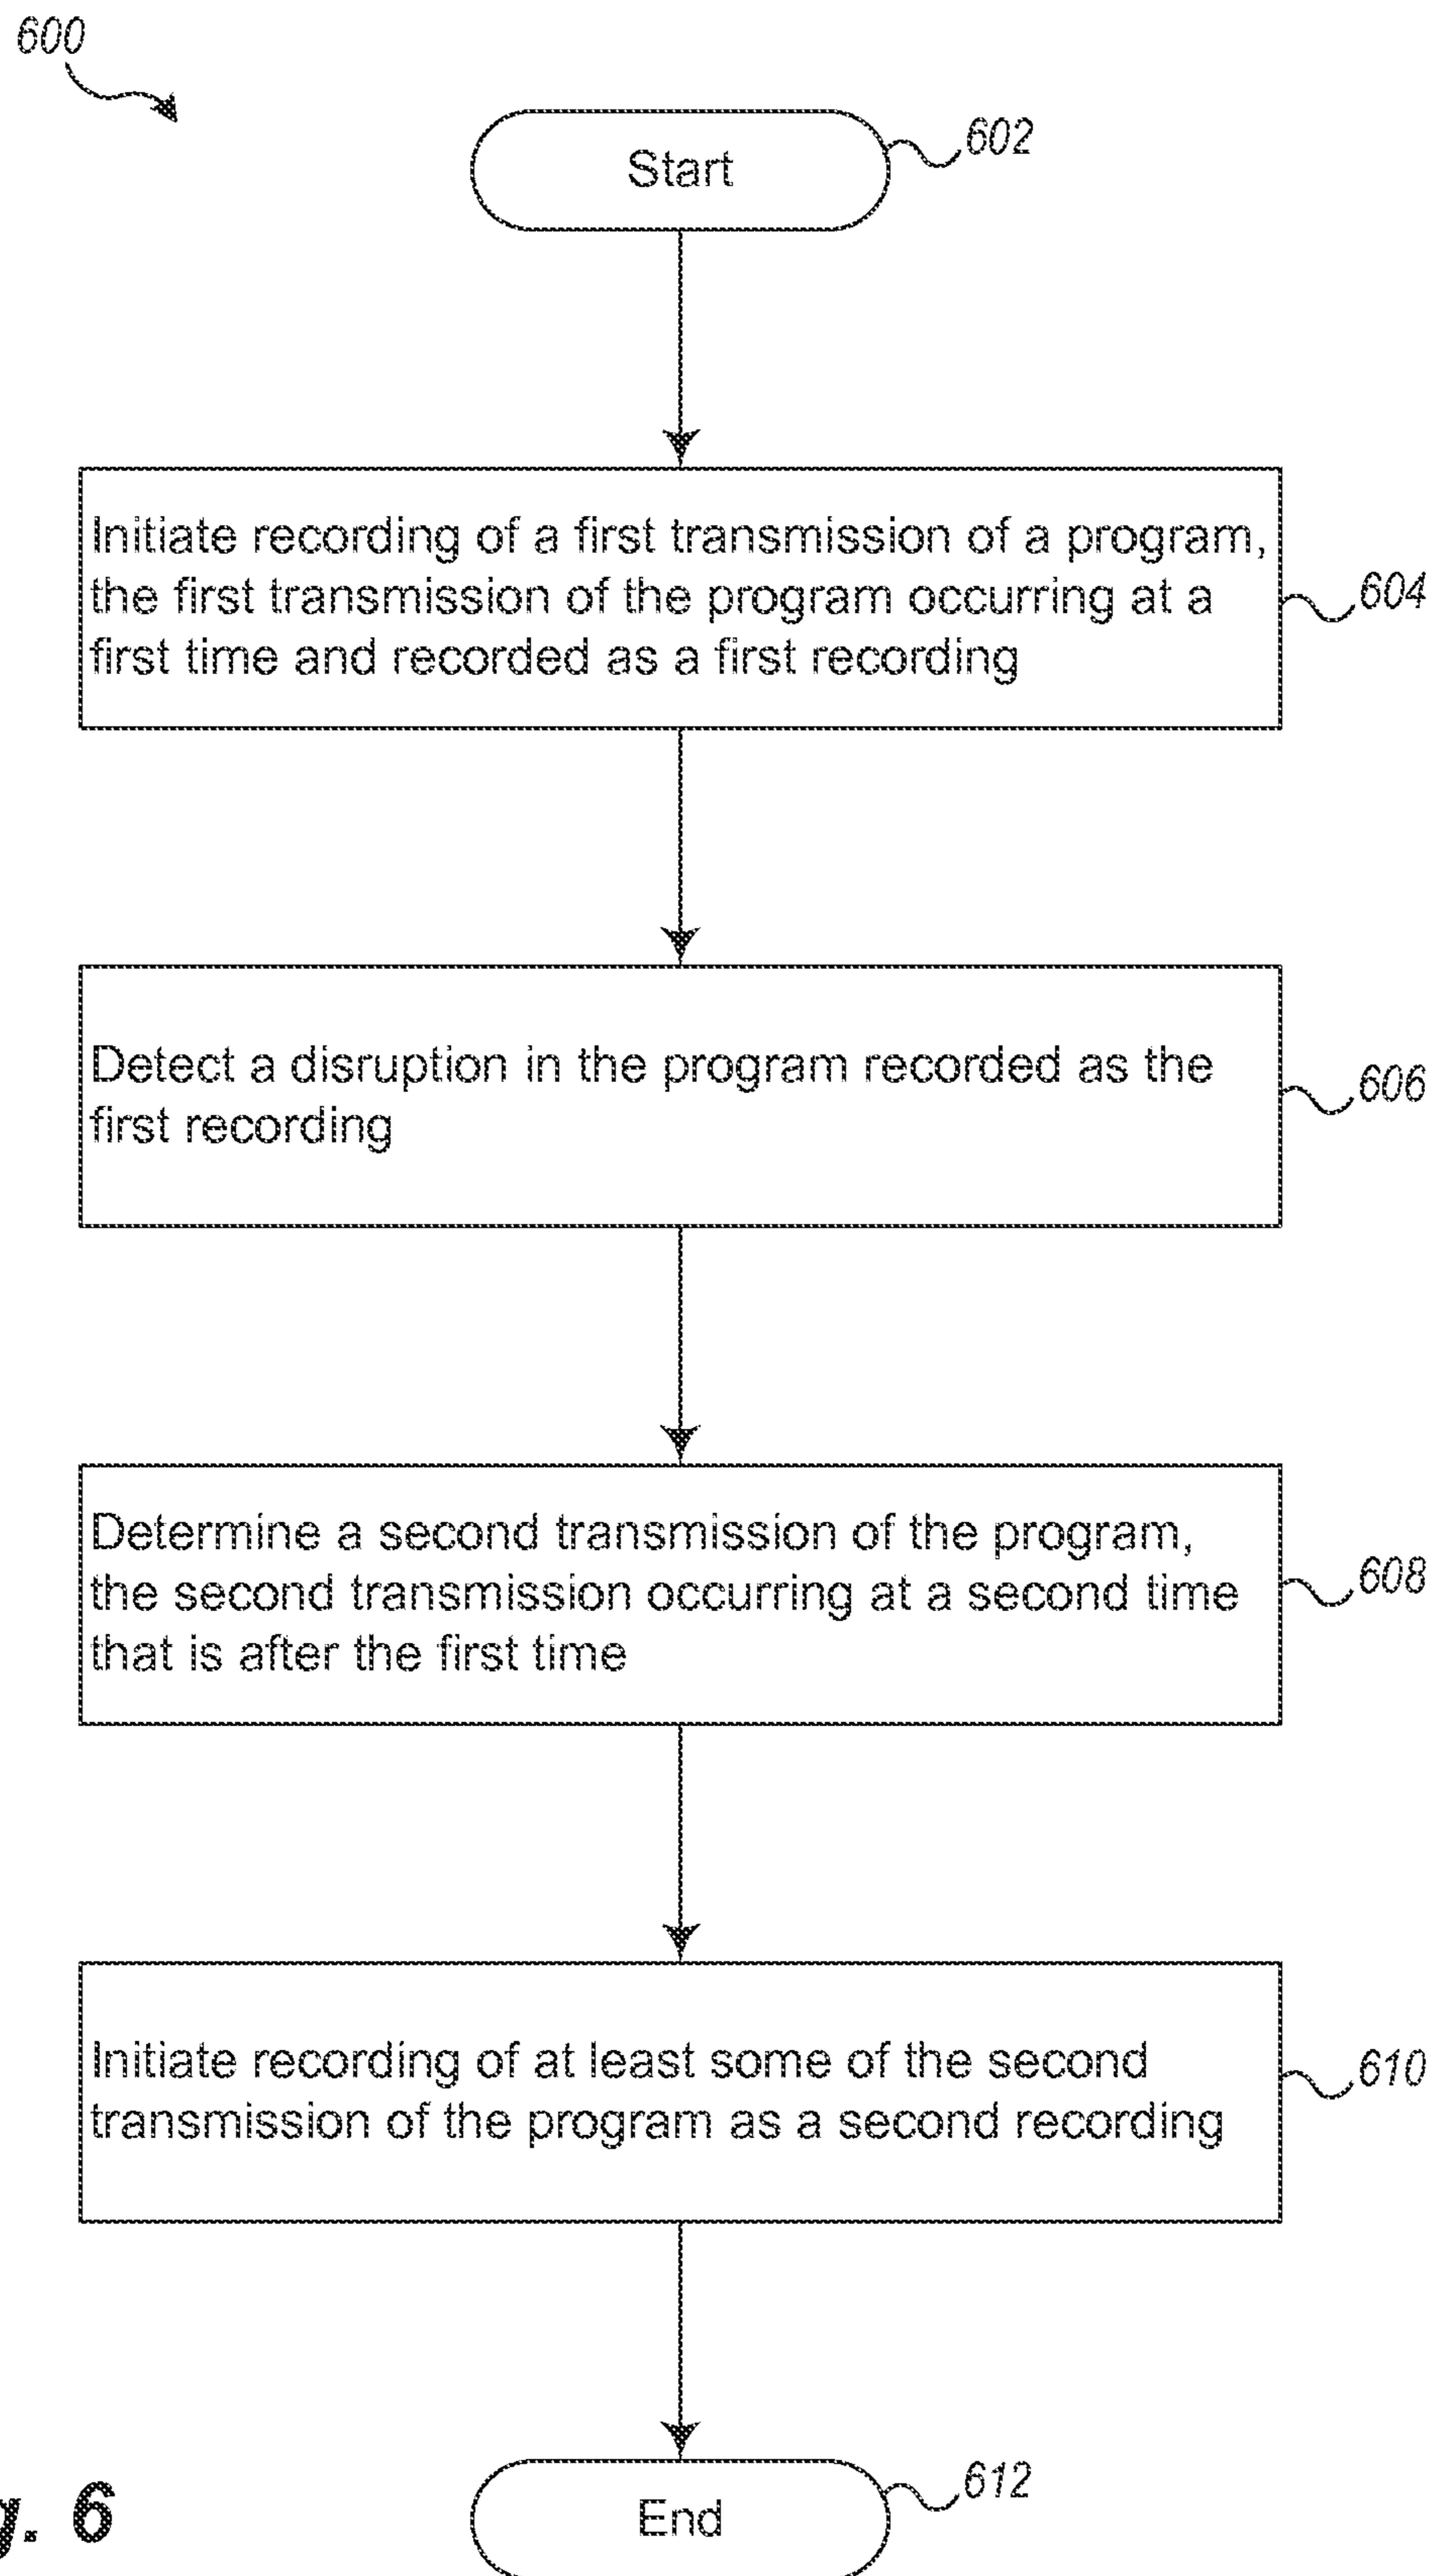 600
Start
602
Initiate recording of a first transmission of a program,
the first transmission of the program occurring at a
first time and recorded as a first recording
604
Detect a disruption in the program recorded as the
first recording
606
Determine a second transmission of the program,
the second transmission occurring at a second time
that is after the first time
608
Initiate recording of at least some of the second
transmission of the program as a second recording
610
End
612
g. 6